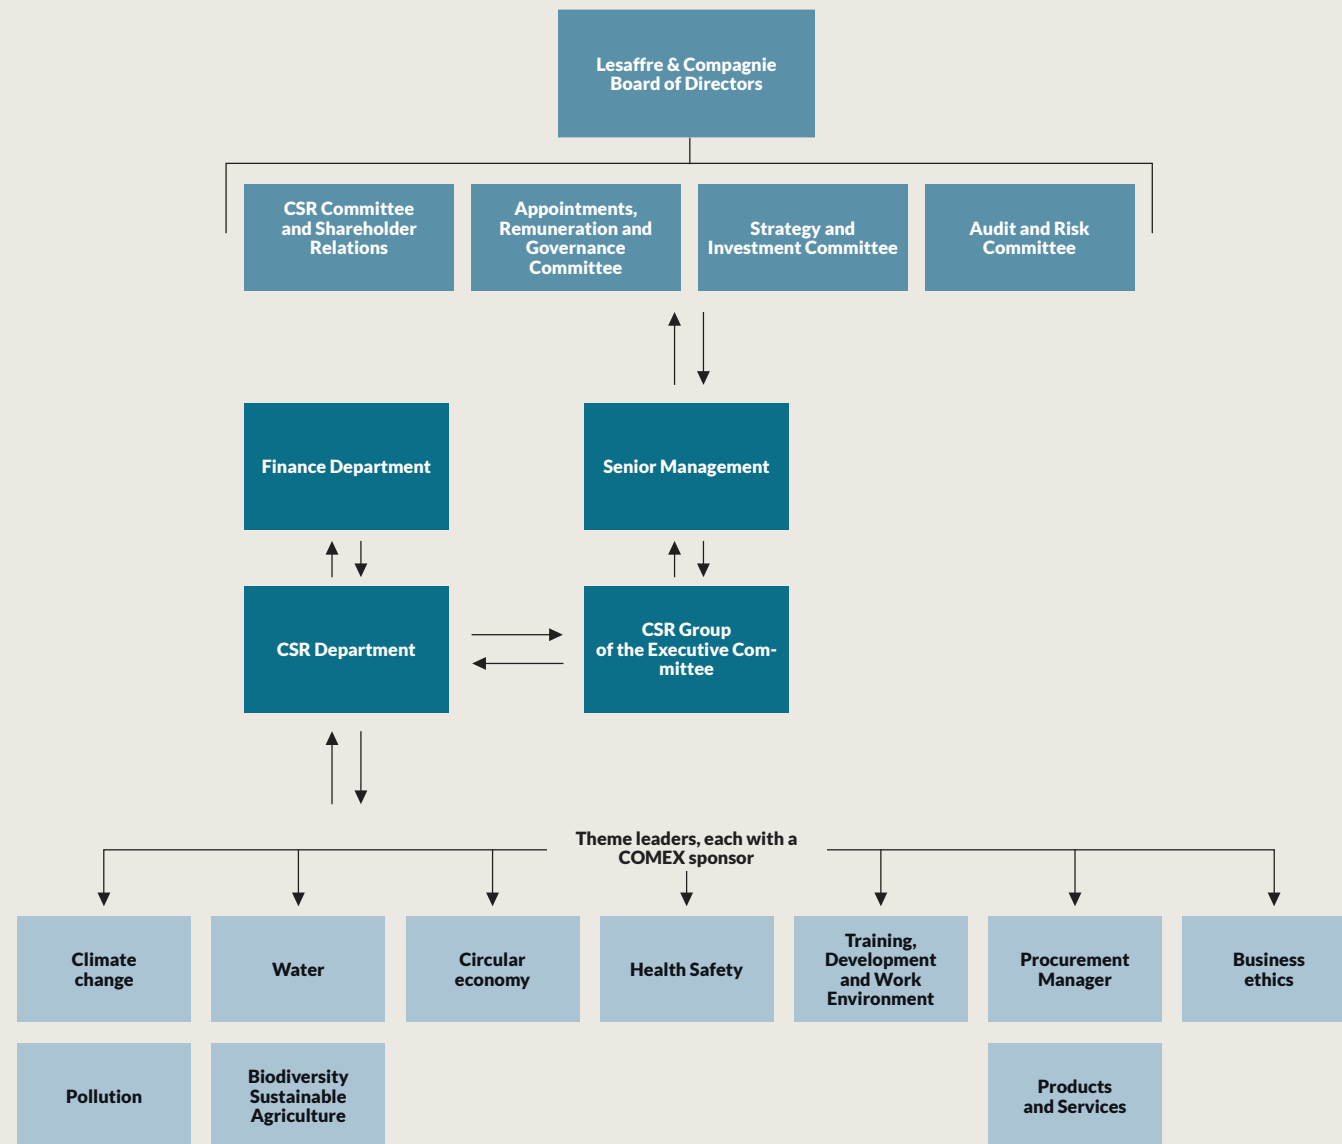 Lesaffre & Compagnie
Board of Directors
CSR Committee
and Shareholder
Relations
Appointments,
Remuneration and
Governance
Committee
Strategy and
Investment Committee
Audit and Risk
Committee
Finance Department
Senior Management
CSR Department
CSR Group
of the Executive Com-
mittee
Theme leaders, each with a
COMEX sponsor
Climate
change
Water
Circular
economy
Health Safety
Training,
Development
and Work
Environment
Procurement
Manager
Business
ethics
Pollution
Biodiversity
Sustainable
Agriculture
Products
and Services